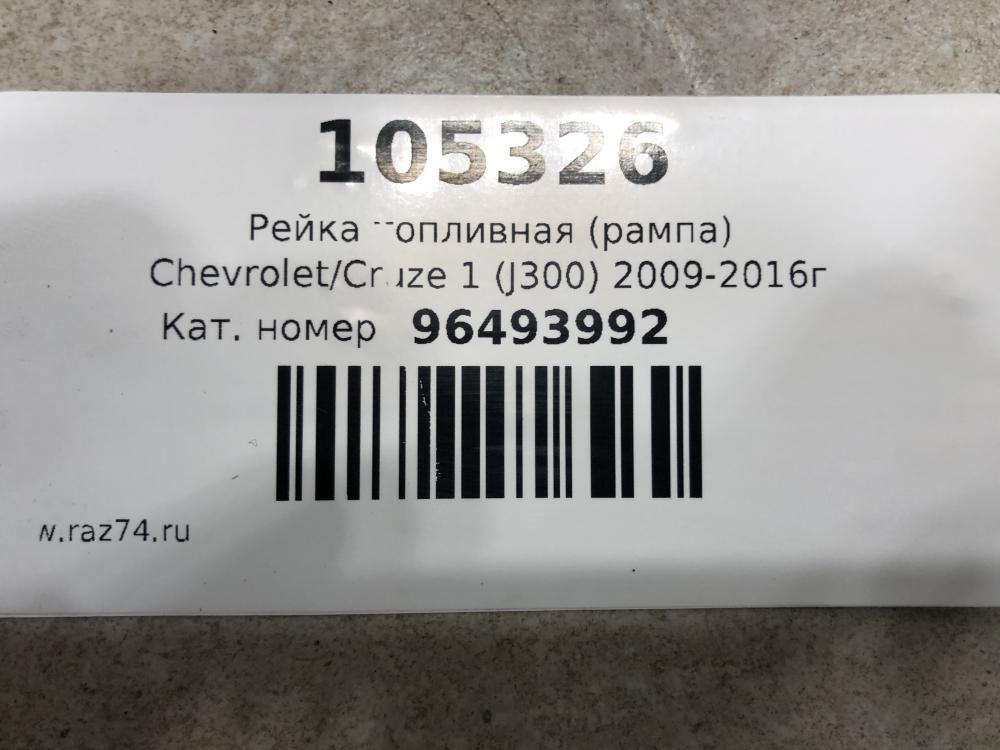 105326
Рейка топливная (рампа)
Chevrolet/Cruze 1 (J300) 2009-2016г
Кат. номер 96493992
w.raz74.ru